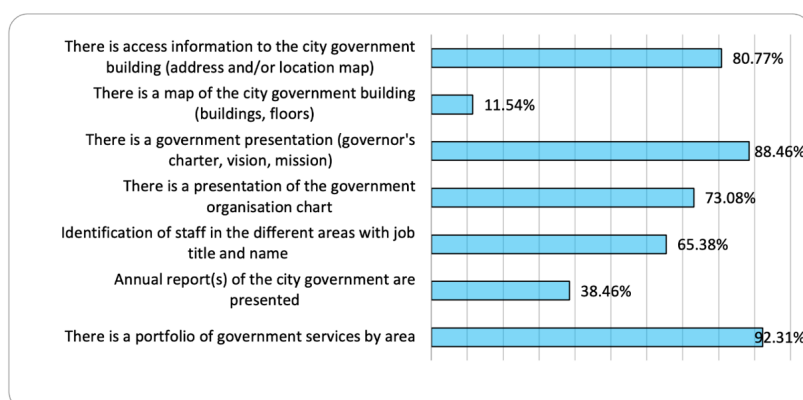 There is access information to the city government
building (address and/or location map)
80.77%
There is a map of the city government building
(buildings, floors)
11.54%
There is a government presentation (governor's
charter, vision, mission)
88.46%
There is a presentation of the government
organisation chart
73.08%
Identification of staff in the different areas with job
title and name
65.38%
Annual report(s) of the city government are
presented
38.46%
There is a portfolio of government services by area
92.31%